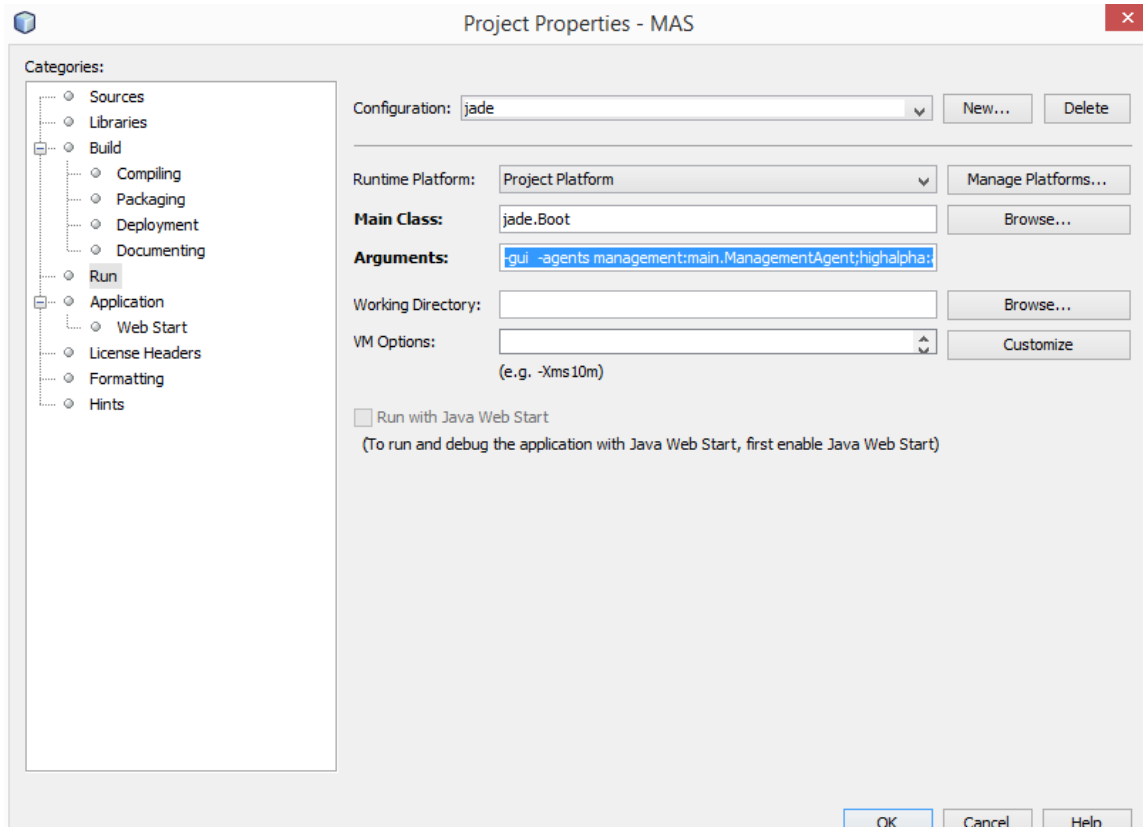 Project Properties - MAS
Categories:
Sources
Libraries
Build
Compiling
Packaging
Deployment
Documenting
Run
Application
Web Start
License Headers
Formatting
Hints
Configuration: jade New... Delete
Runtime Platform: Project Platform Manage Platforms...
Main Class: jade.Boot Browse...
Arguments: -gui -agents management:main.ManagementAgent;highalpha:
Working Directory: Browse...
VM Options: Customize
(e.g. -Xms10m)
Run with Java Web Start
(To run and debug the application with Java Web Start, first enable Java Web Start)
OK Cancel Help